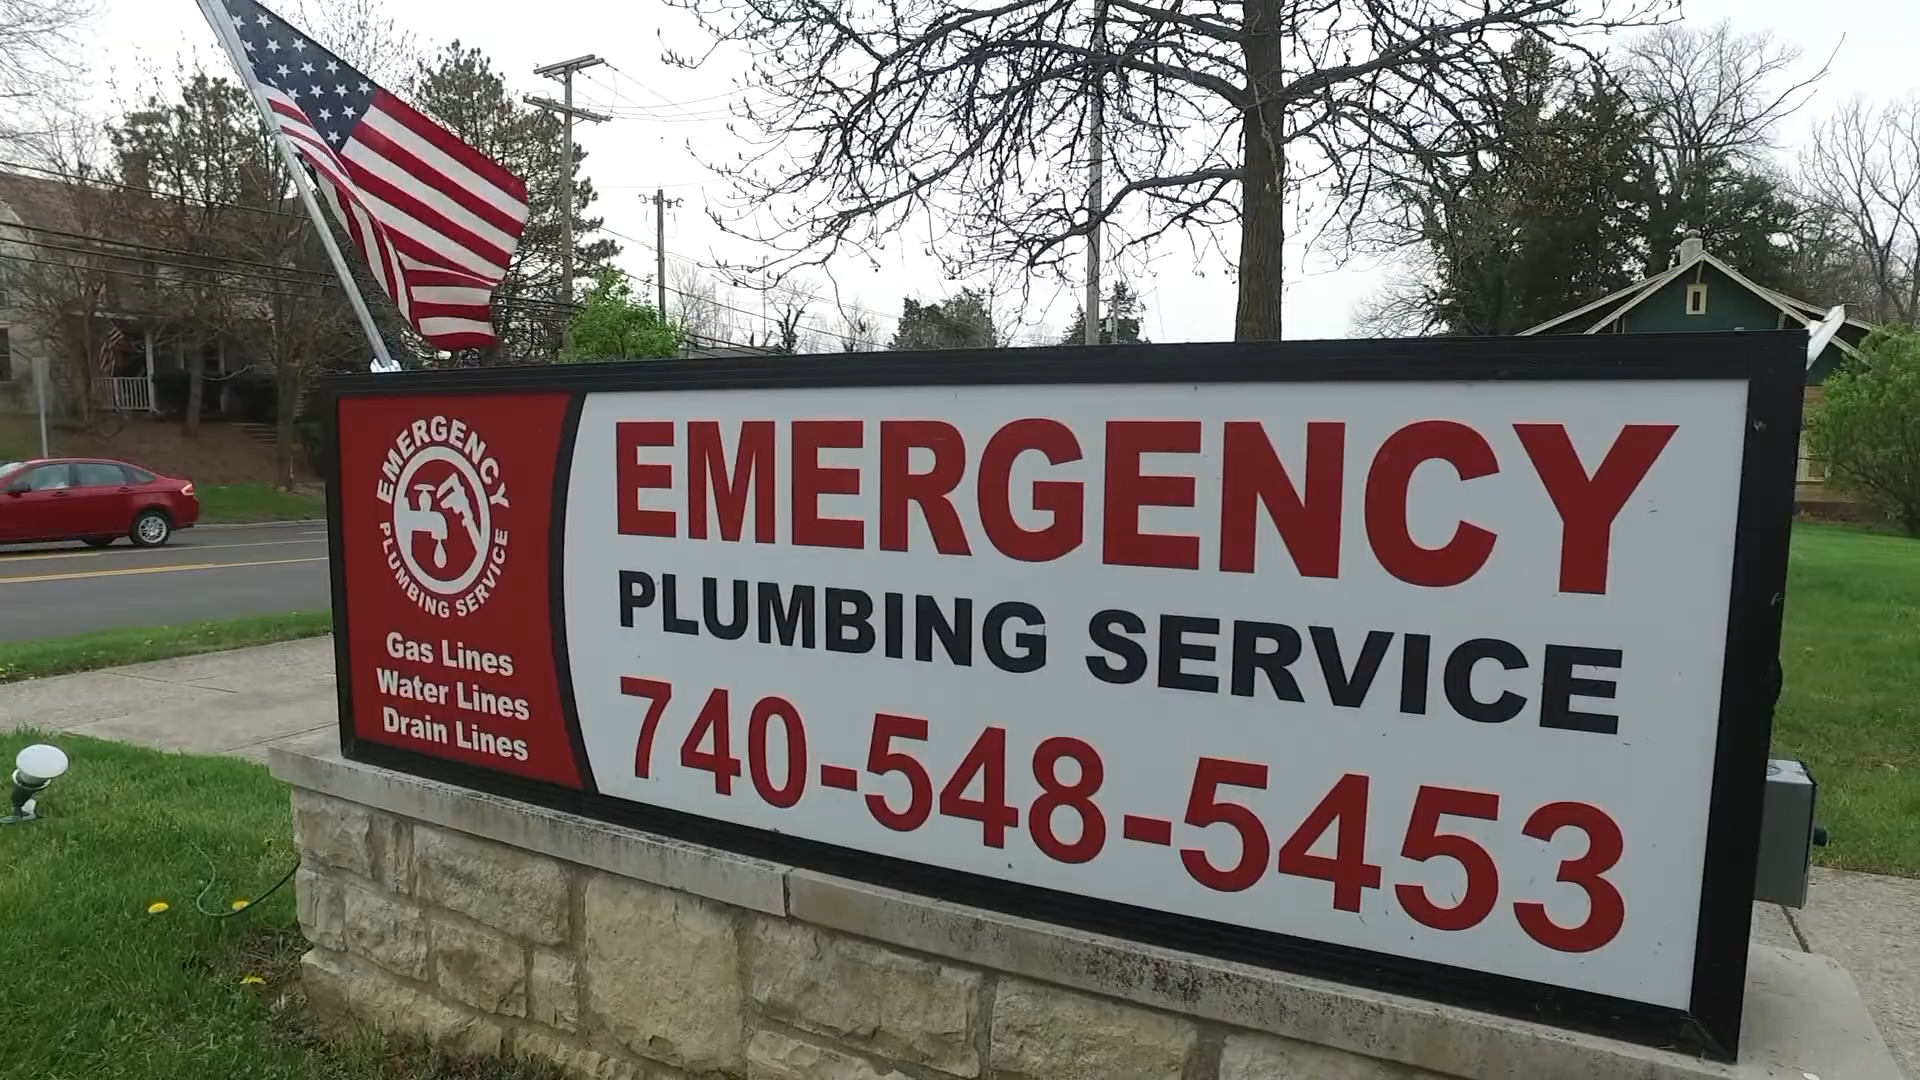 EMERGENCY
PLUMBING SERVICE
Gas Lines
Water Lines
Drain Lines
EMERGENCY
PLUMBING SERVICE
740-548-5453